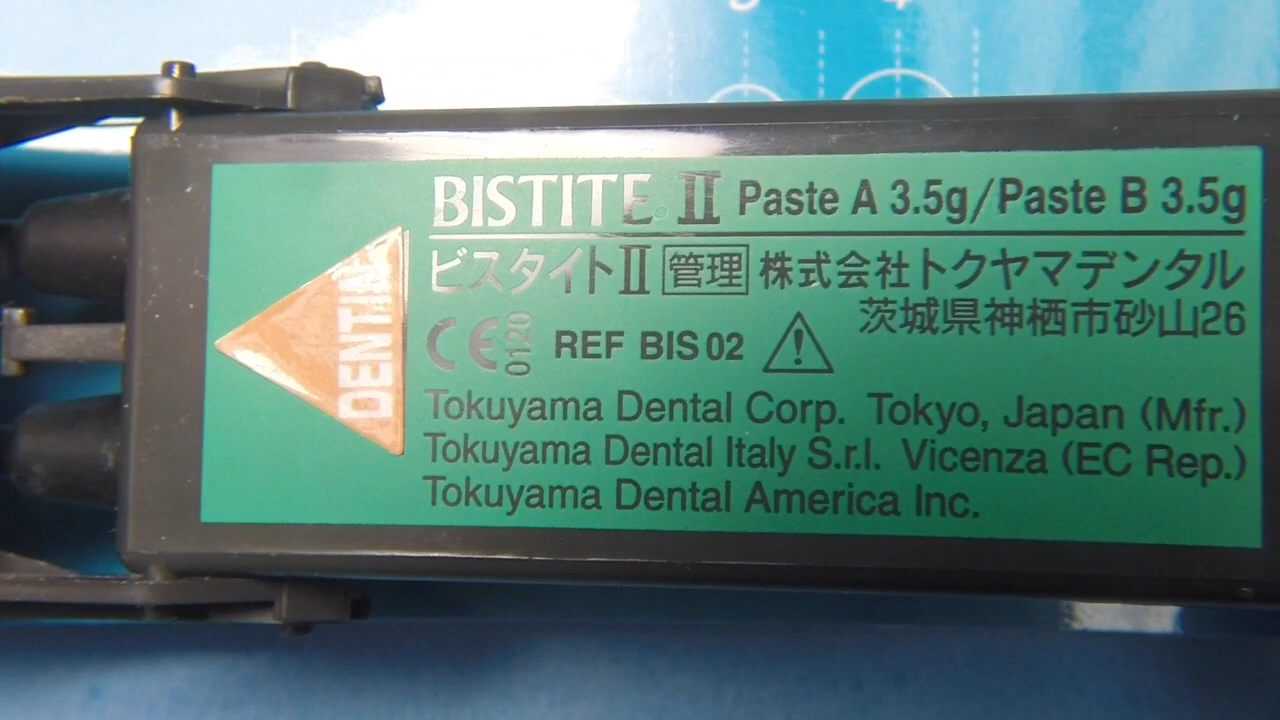 BISTITE II Paste A 3.5g/Paste B 3.5g
ビスタイトII 管理 株式会社トクヤマデンタル
茨城県神栖市砂山26
CE 0120 REF BIS 02
Tokuyama Dental Corp. Tokyo, Japan (Mfr.)
Tokuyama Dental Italy S.r.l. Vicenza (EC Rep.)
Tokuyama Dental America Inc.